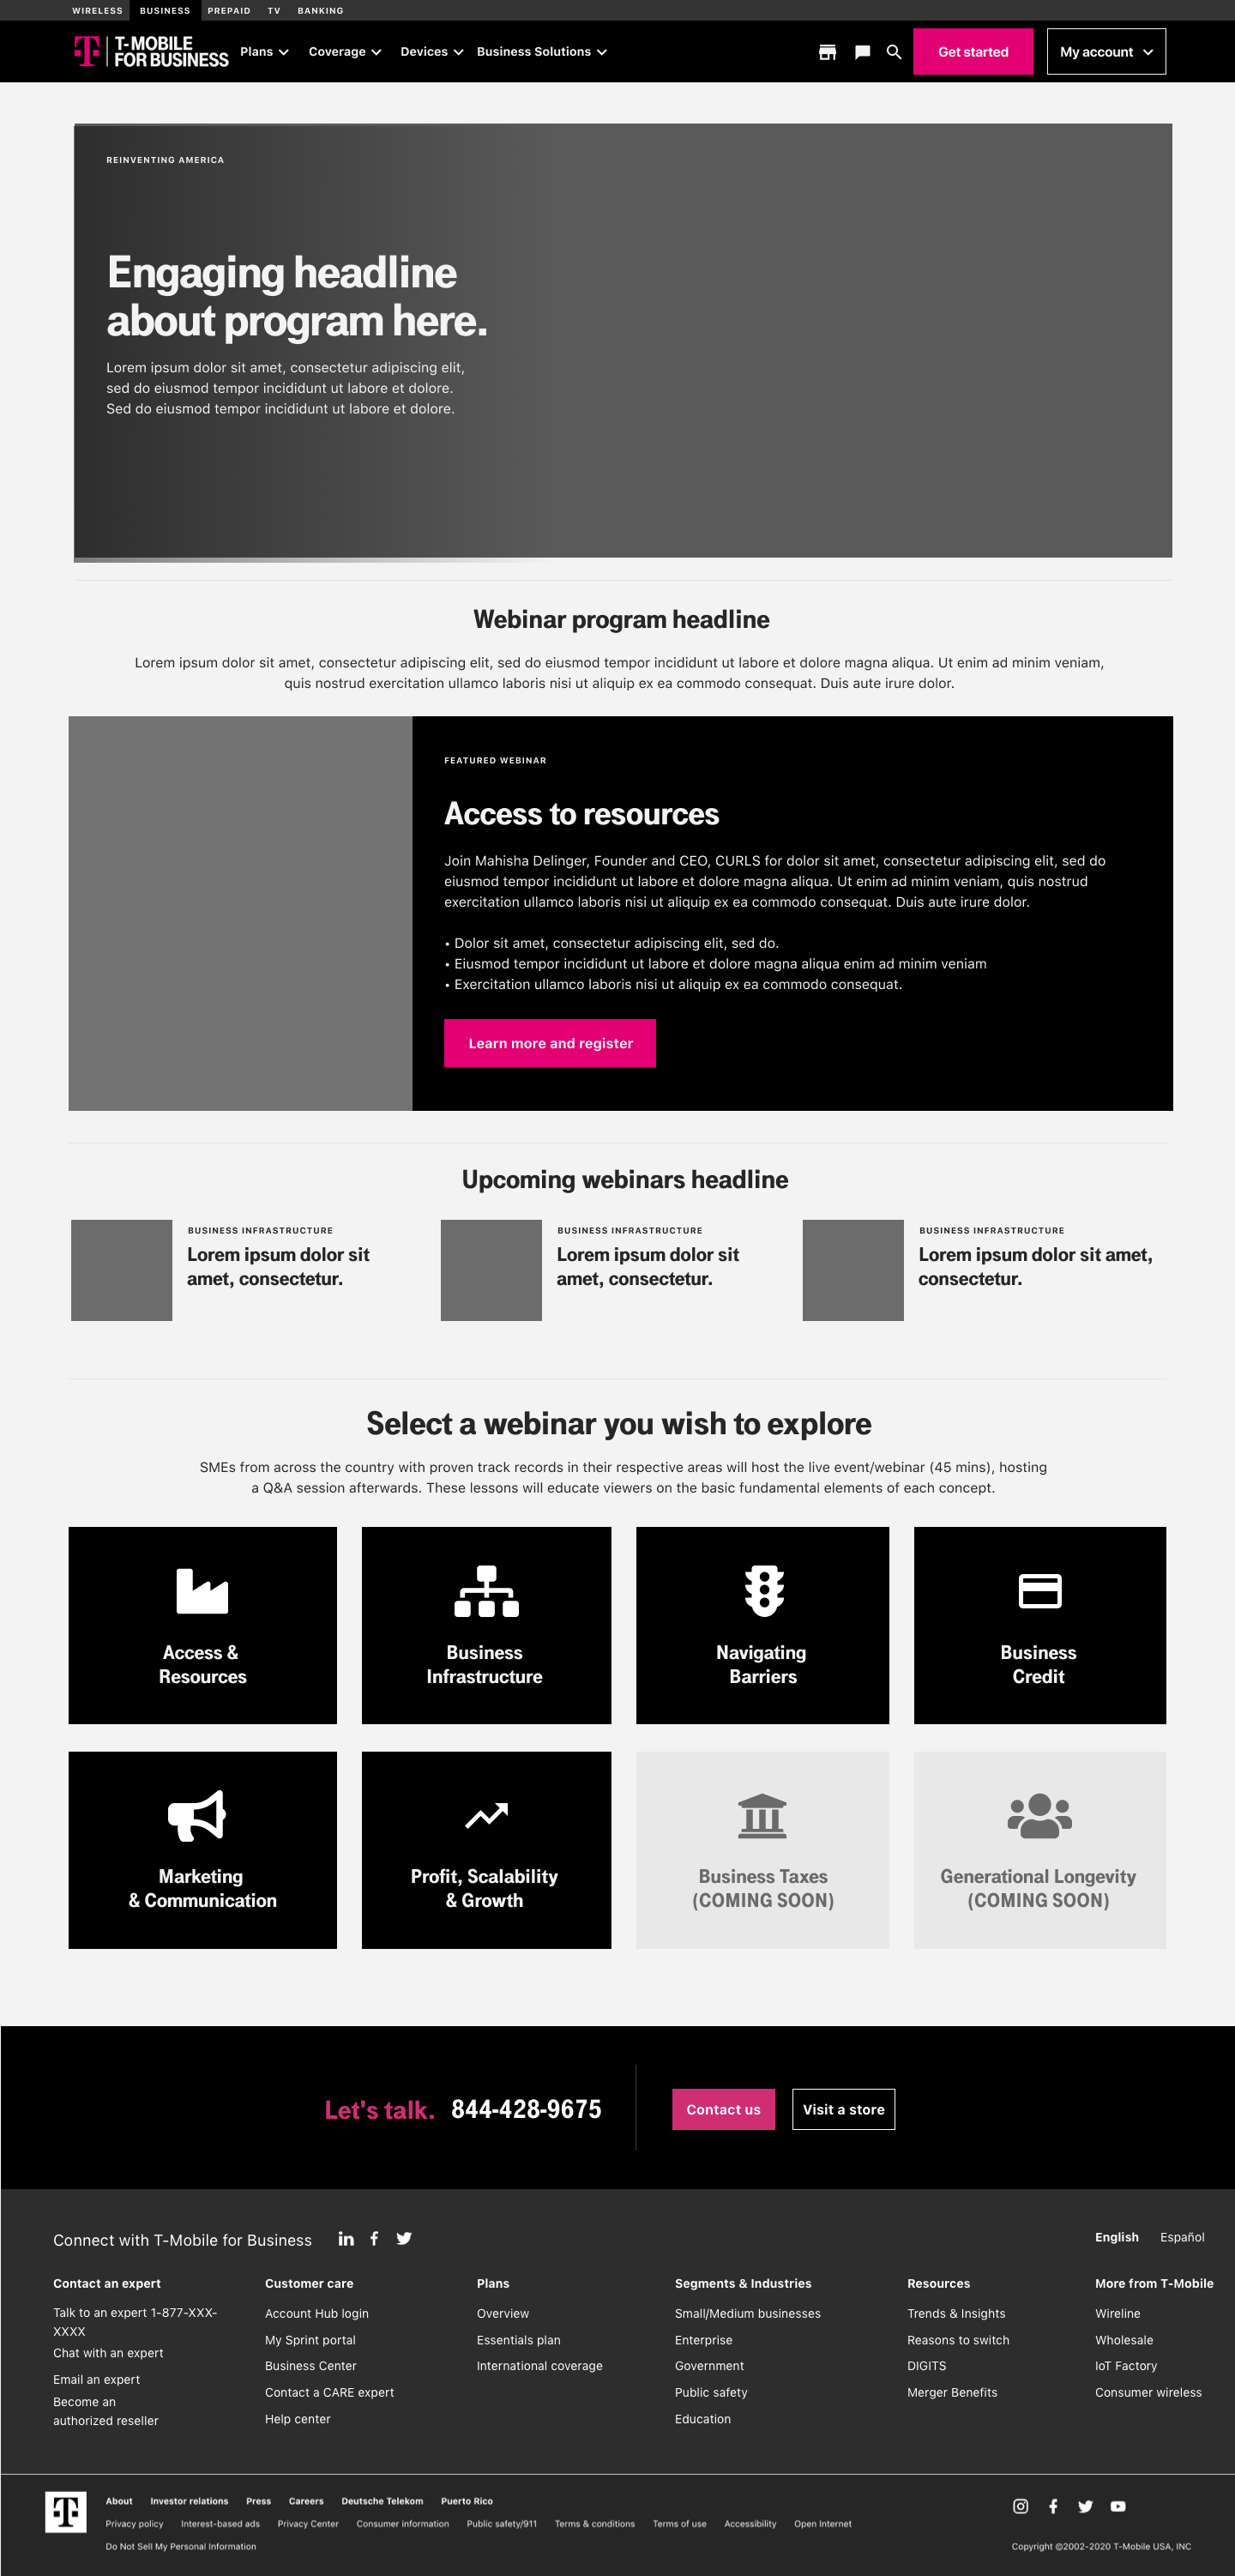 WIRELESS BUSINESS PREPAID TV BANKING
T-MOBILE
FOR BUSINESS
Plans Coverage Devices Business Solutions Get started My account
REINVENTING AMERICA
Engaging headline
about program here.
Lorem ipsum dolor sit amet, consectetur adipiscing elit,
sed do eiusmod tempor incididunt ut labore et dolore.
Sed do eiusmod tempor incididunt ut labore et dolore.
Webinar program headline
Lorem ipsum dolor sit amet, consectetur adipiscing elit, sed do eiusmod tempor incididunt ut labore et dolore magna aliqua. Ut enim ad minim veniam,
quis nostrud exercitation ullamco laboris nisi ut aliquip ex ea commodo consequat. Duis aute irure dolor.
FEATURED WEBINAR
Access to resources
Join Mahisha Delinger, Founder and CEO, CURLS for dolor sit amet, consectetur adipiscing elit, sed do
eiusmod tempor incididunt ut labore et dolore magna aliqua. Ut enim ad minim veniam, quis nostrud
exercitation ullamco laboris nisi ut aliquip ex ea commodo consequat. Duis aute irure dolor.
• Dolor sit amet, consectetur adipiscing elit, sed do.
• Eiusmod tempor incididunt ut labore et dolore magna aliqua enim ad minim veniam
• Exercitation ullamco laboris nisi ut aliquip ex ea commodo consequat.
Learn more and register
Upcoming webinars headline
BUSINESS INFRASTRUCTURE
Lorem ipsum dolor sit
amet, consectetur.
BUSINESS INFRASTRUCTURE
Lorem ipsum dolor sit
amet, consectetur.
BUSINESS INFRASTRUCTURE
Lorem ipsum dolor sit amet,
consectetur.
Select a webinar you wish to explore
SMEs from across the country with proven track records in their respective areas will host the live event/webinar (45 mins), hosting
a Q&A session afterwards. These lessons will educate viewers on the basic fundamental elements of each concept.
Access &
Resources
Business
Infrastructure
Navigating
Barriers
Business
Credit
Marketing
& Communication
Profit, Scalability
& Growth
Business Taxes
(COMING SOON)
Generational Longevity
(COMING SOON)
Let's talk. 844-428-9675
Contact us
Visit a store
Connect with T-Mobile for Business
English Español
Contact an expert
Talk to an expert 1-877-XXX-
XXXX
Chat with an expert
Email an expert
Become an
authorized reseller
Customer care
Account Hub login
My Sprint portal
Business Center
Contact a CARE expert
Help center
Plans
Overview
Essentials plan
International coverage
Segments & Industries
Small/Medium businesses
Enterprise
Government
Public safety
Education
Resources
Trends & Insights
Reasons to switch
DIGITS
Merger Benefits
More from T-Mobile
Wireline
Wholesale
IoT Factory
Consumer wireless
About Investor relations Press Careers Deutsche Telekom Puerto Rico
Privacy policy Interest-based ads Privacy Center Consumer information Public safety/911 Terms & conditions Terms of use Accessibility Open Internet
Do Not Sell My Personal Information
Copyright ©2002-2020 T-Mobile USA, INC